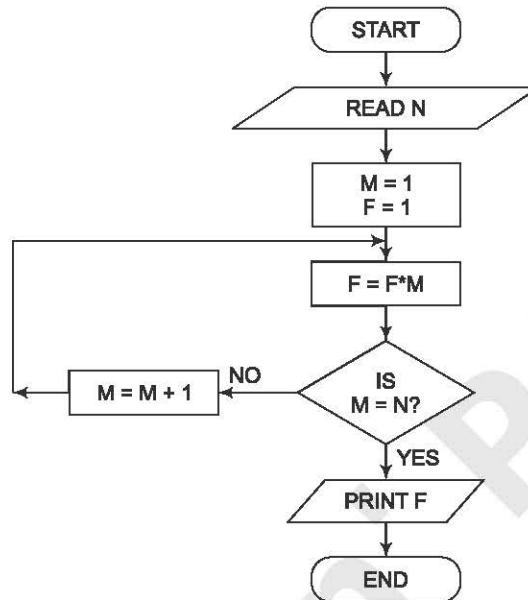 START
READ N
M = 1
F = 1
F = F*M
IS
M = N?
NO
M = M + 1
YES
PRINT F
END